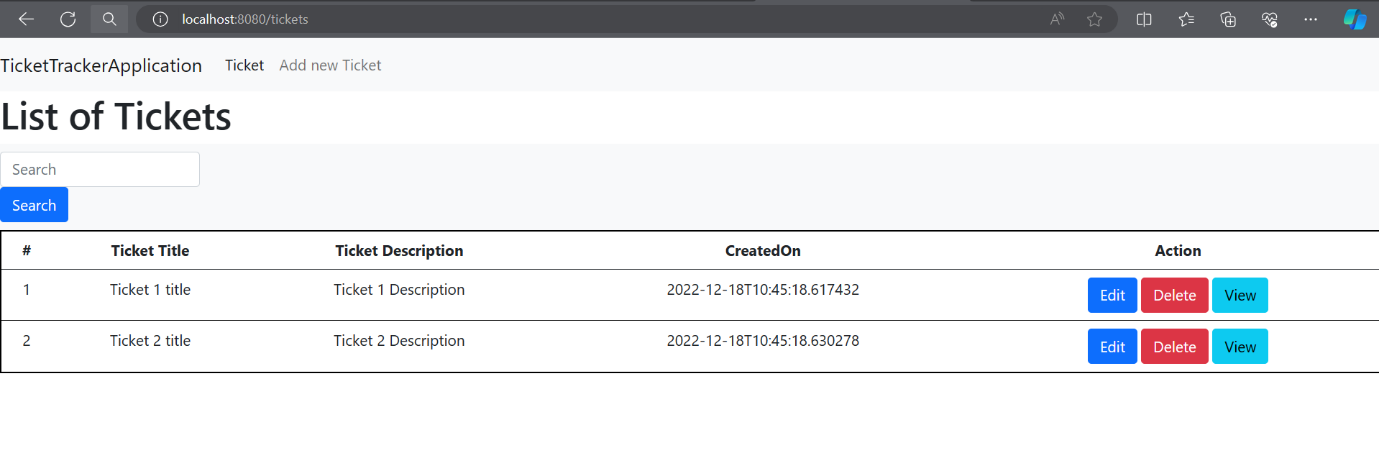 localhost:8080/tickets
TicketTrackerApplication Ticket Add new Ticket
List of Tickets
Search
Search
# Ticket Title Ticket Description CreatedOn Action
1 Ticket 1 title Ticket 1 Description 2022-12-18T10:45:18.617432 Edit Delete View
2 Ticket 2 title Ticket 2 Description 2022-12-18T10:45:18.630278 Edit Delete View